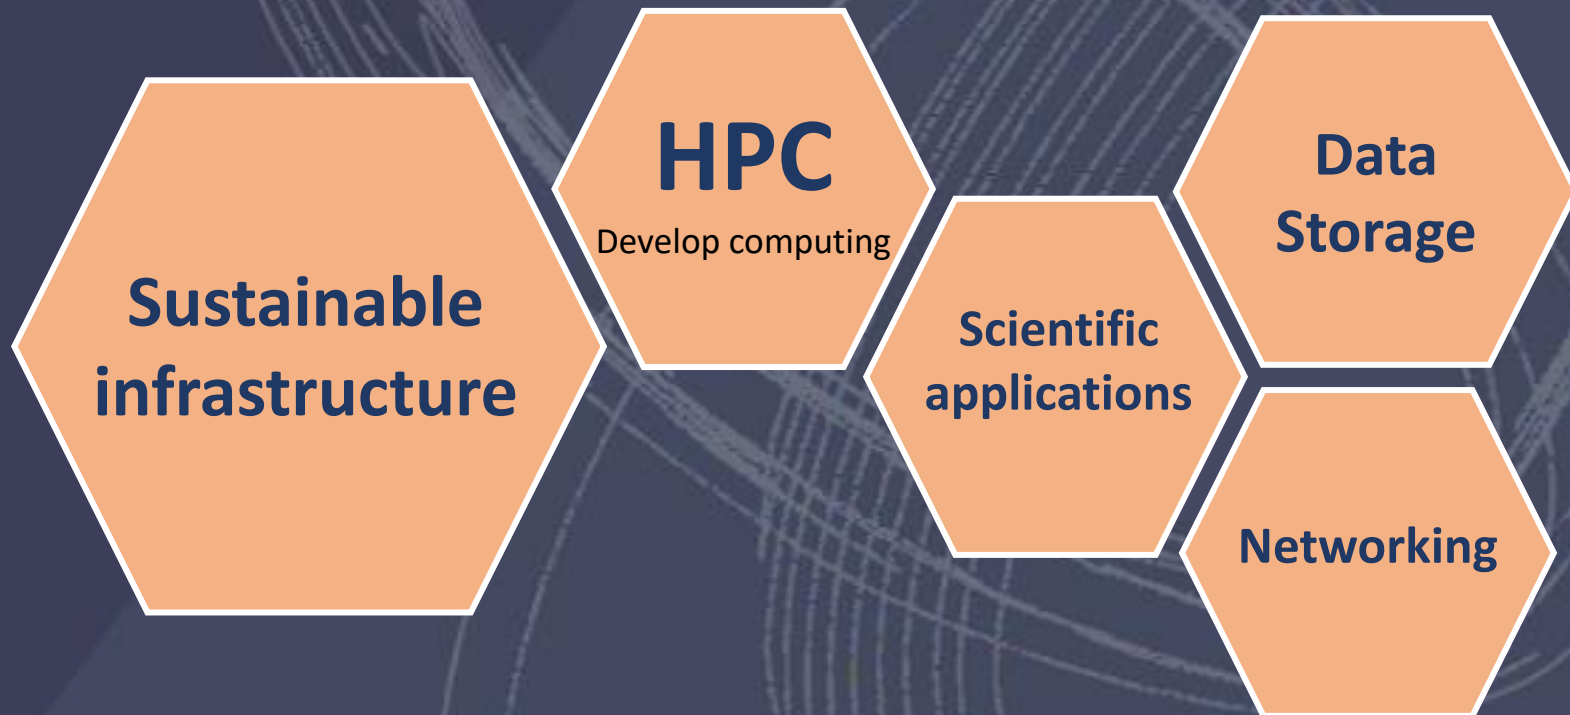 Sustainable
infrastructure
HPC
Develop computing
Scientific
applications
Data
Storage
Networking